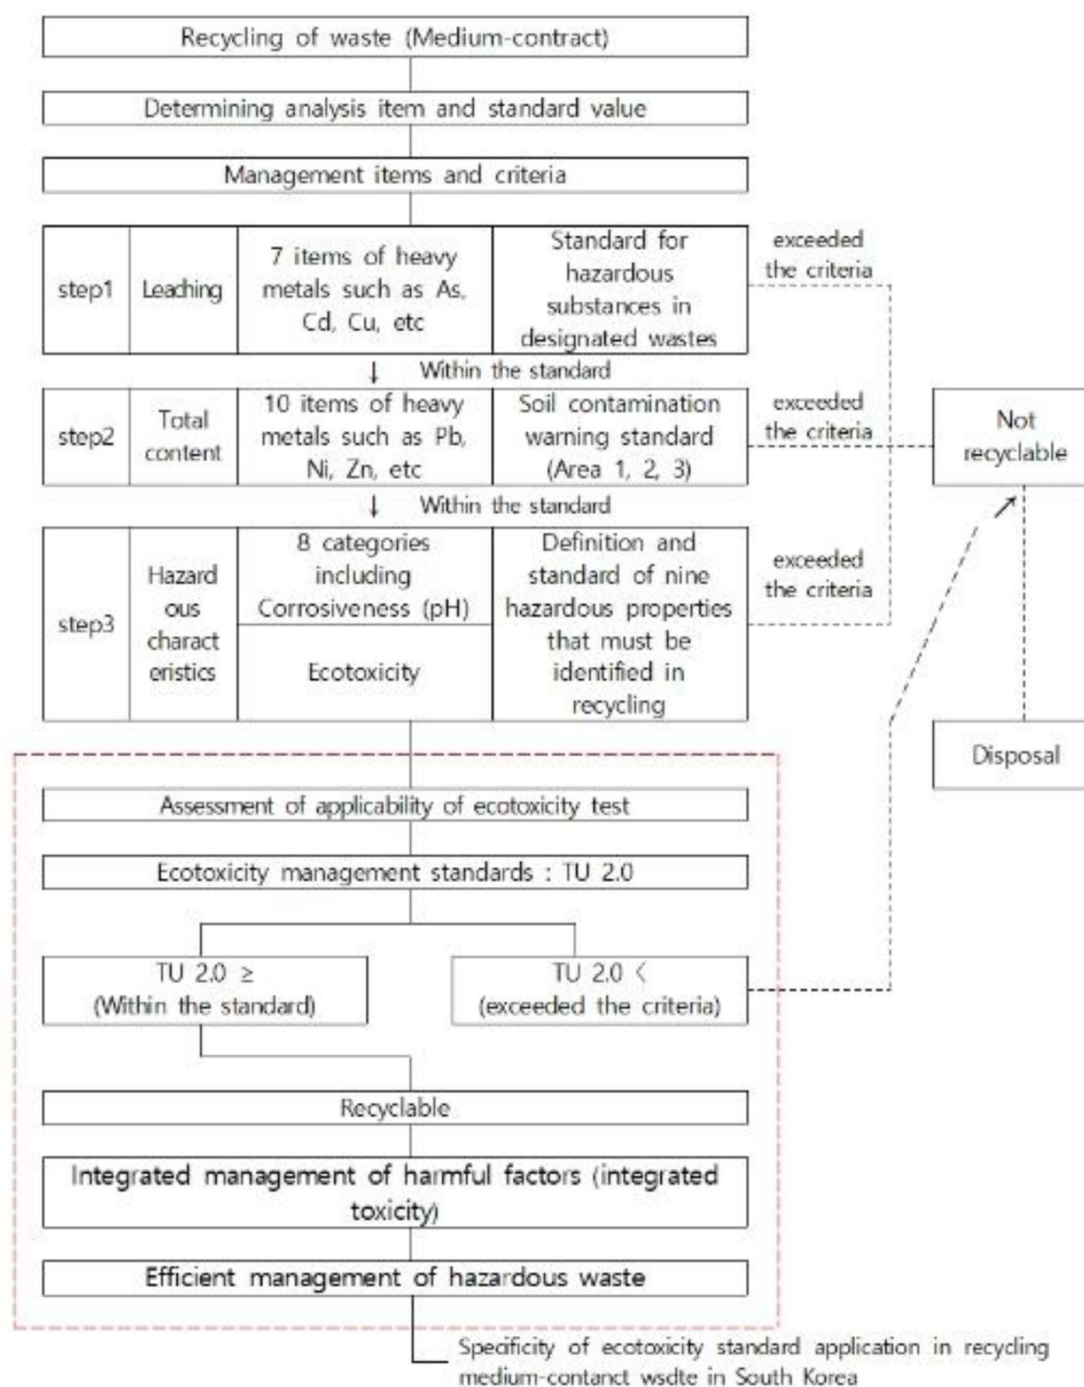 Recycling of waste (Medium-contract)
Determining analysis item and standard value
Management items and criteria
step1
Leaching
7 items of heavy
metals such as As,
Cd, Cu, etc
Standard for
hazardous
substances in
designated wastes
exceeded
the criteria
↓ Within the standard
step2
Total
content
10 items of heavy
metals such as Pb,
Ni, Zn, etc
Soil contamination
warning standard
(Area 1, 2, 3)
exceeded
the criteria
Not
recyclable
↓ Within the standard
step3
Hazard
ous
charact
eristics
8 categories
including
Corrosiveness (pH)
Ecotoxicity
Definition and
standard of nine
hazardous properties
that must be
identified in
recycling
exceeded
the criteria
Disposal
Assessment of applicability of ecotoxicity test
Ecotoxicity management standards : TU 2.0
TU 2.0 ≥
(Within the standard)
TU 2.0 <
(exceeded the criteria)
Recyclable
Integrated management of harmful factors (integrated
toxicity)
Efficient management of hazardous waste
Specificity of ecotoxicity standard application in recycling
medium-contanct wsdte in South Korea